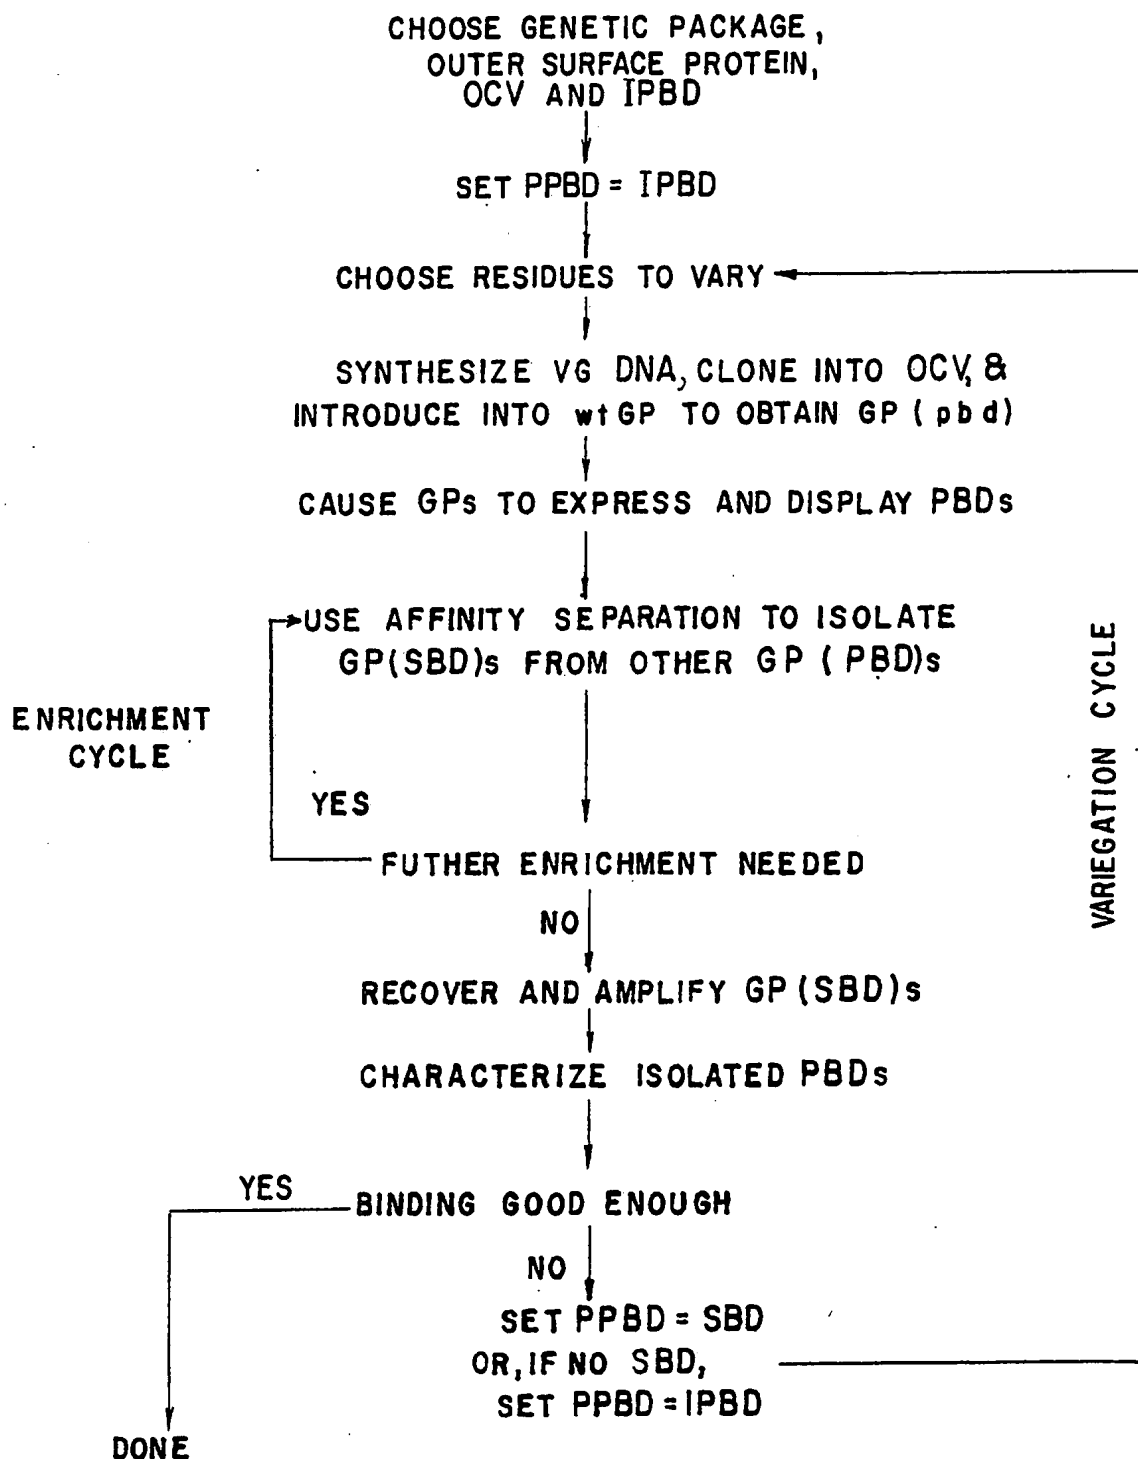 CHOOSE GENETIC PACKAGE,
OUTER SURFACE PROTEIN,
OCV AND IPBD
SET PPBD = IPBD
CHOOSE RESIDUES TO VARY
SYNTHESIZE VG DNA, CLONE INTO OCV, &
INTRODUCE INTO wtGP TO OBTAIN GP (pbd)
CAUSE GPs TO EXPRESS AND DISPLAY PBDs
USE AFFINITY SEPARATION TO ISOLATE
GP(SBD)s FROM OTHER GP (PBD)s
ENRICHMENT
CYCLE
YES
VARIEGATION CYCLE
FUTHER ENRICHMENT NEEDED
NO
RECOVER AND AMPLIFY GP (SBD)s
CHARACTERIZE ISOLATED PBDs
YES
BINDING GOOD ENOUGH
NO
SET PPBD = SBD
OR, IF NO SBD,
SET PPBD = IPBD
DONE